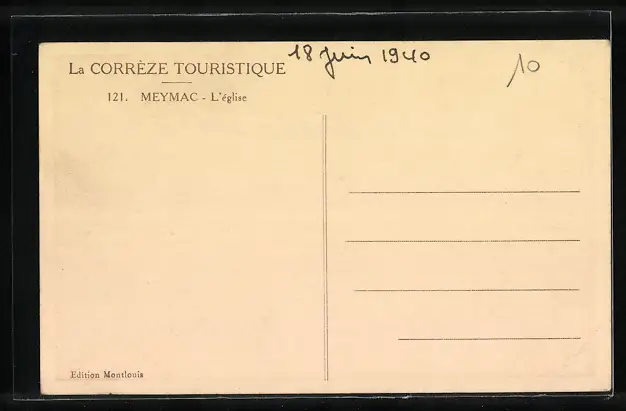 La CORRÈZE TOURISTIQUE
18 Juin 1940
10
121. MEYMAC - L'église
Edition Montlouis